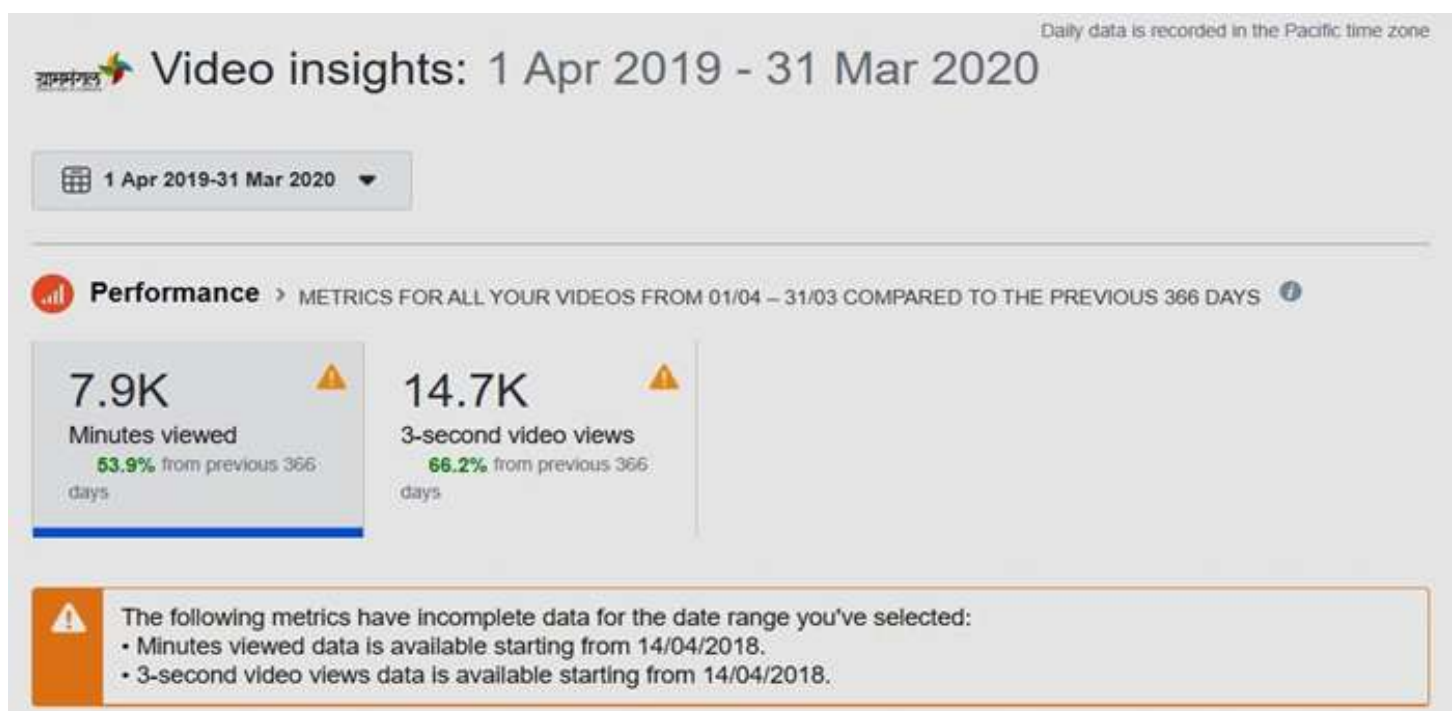 Daily data is recorded in the Pacific time zone
ग्राममंगल
Video insights: 1 Apr 2019 - 31 Mar 2020
1 Apr 2019-31 Mar 2020
Performance > METRICS FOR ALL YOUR VIDEOS FROM 01/04 – 31/03 COMPARED TO THE PREVIOUS 366 DAYS
7.9K
Minutes viewed
53.9% from previous 366
days
14.7K
3-second video views
66.2% from previous 366
days
The following metrics have incomplete data for the date range you've selected:
• Minutes viewed data is available starting from 14/04/2018.
• 3-second video views data is available starting from 14/04/2018.